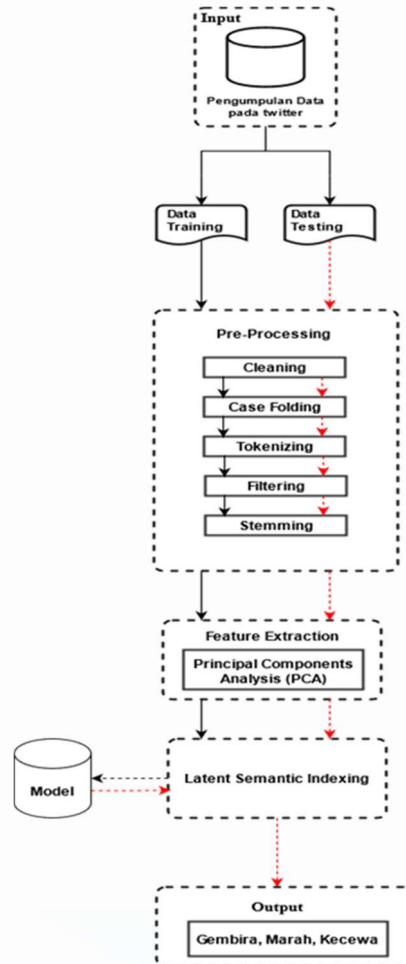 Input
Pengumpulan Data
pada twitter
Data
Training
Data
Testing
Pre-Processing
Cleaning
Case Folding
Tokenizing
Filtering
Stemming
Feature Extraction
Principal Components
Analysis (PCA)
Latent Semantic Indexing
Model
Output
Gembira, Marah, Kecewa